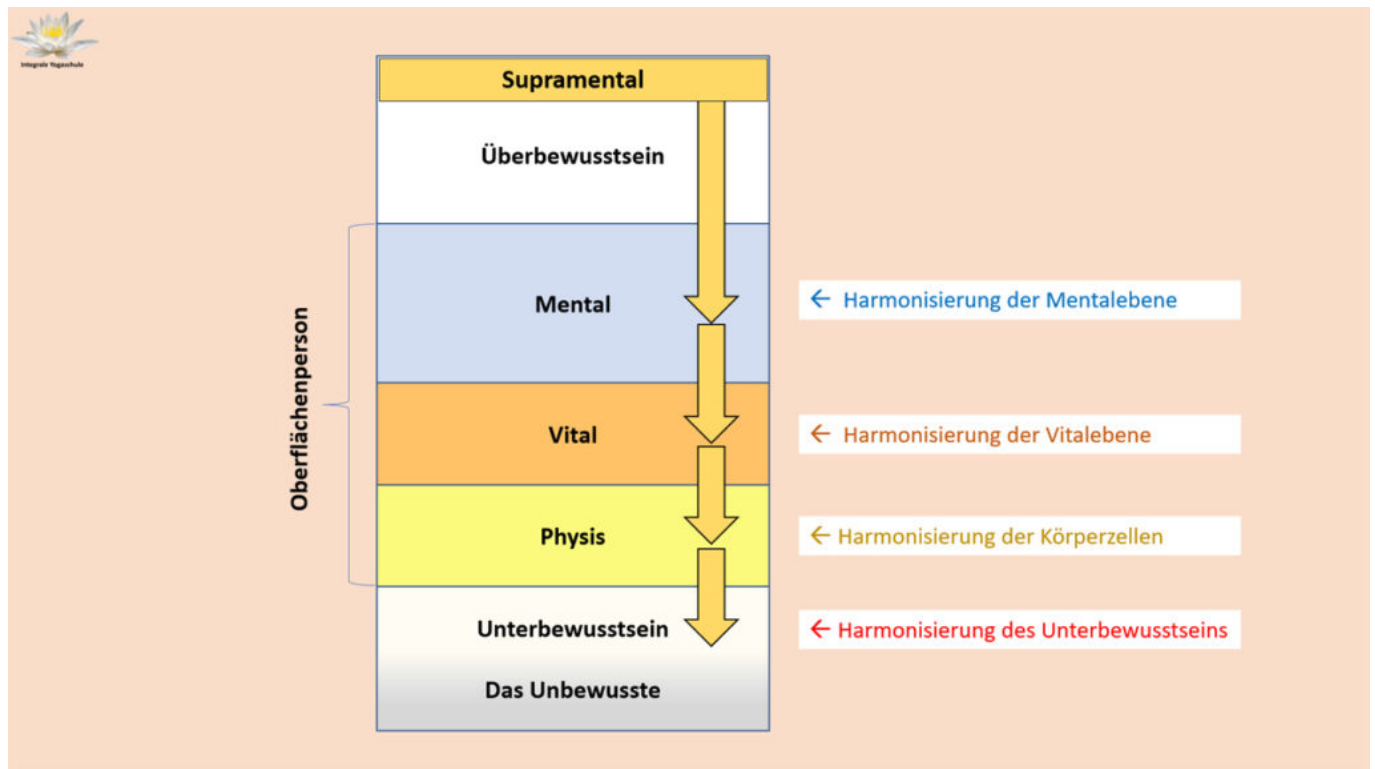 Integrale Yogaschule
Supramental
Überbewusstsein
Oberflächenperson
Mental
← Harmonisierung der Mentalebene
Vital
← Harmonisierung der Vitalebene
Physis
← Harmonisierung der Körperzellen
Unterbewusstsein
← Harmonisierung des Unterbewusstseins
Das Unbewusste